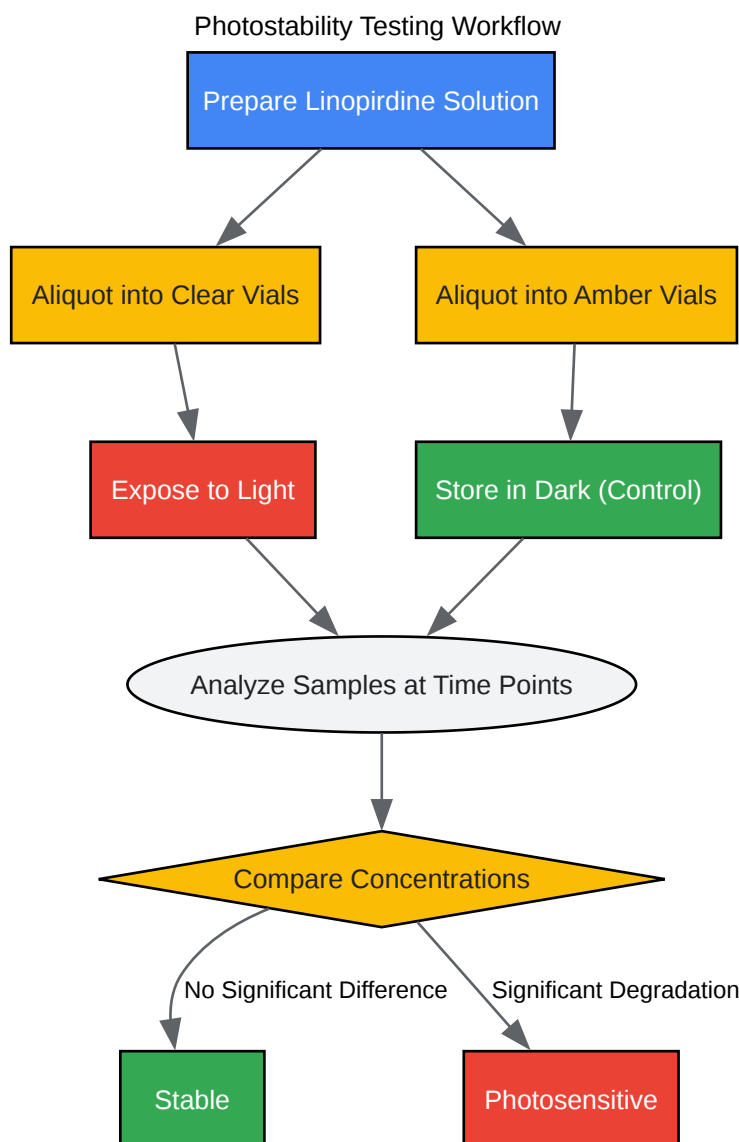 Photostability Testing Workflow
Prepare Linopirdine Solution
Aliquot into Clear Vials
Aliquot into Amber Vials
Expose to Light
Store in Dark (Control)
Analyze Samples at Time Points
Compare Concentrations
No Significant Difference
Significant Degradation
Stable
Photosensitive